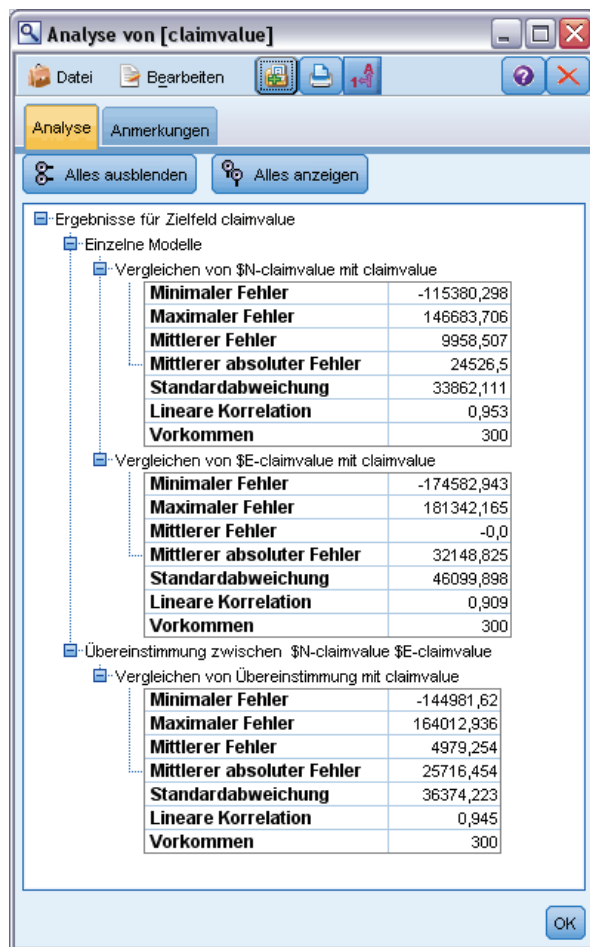 Analyse von [claimvalue]
Datei Bearbeiten
Analyse Anmerkungen
Alles ausblenden Alles anzeigen
Ergebnisse für Zielfeld claimvalue
Einzelne Modelle
Vergleichen von $N-claimvalue mit claimvalue
Minimaler Fehler -115380,298
Maximaler Fehler 146683,706
Mittlerer Fehler 9958,507
Mittlerer absoluter Fehler 24526,5
Standardabweichung 33862,111
Lineare Korrelation 0,953
Vorkommen 300
Vergleichen von $E-claimvalue mit claimvalue
Minimaler Fehler -174582,943
Maximaler Fehler 181342,165
Mittlerer Fehler -0,0
Mittlerer absoluter Fehler 32148,825
Standardabweichung 46099,898
Lineare Korrelation 0,909
Vorkommen 300
Übereinstimmung zwischen $N-claimvalue $E-claimvalue
Vergleichen von Übereinstimmung mit claimvalue
Minimaler Fehler -144981,62
Maximaler Fehler 164012,936
Mittlerer Fehler 4979,254
Mittlerer absoluter Fehler 25716,454
Standardabweichung 36374,223
Lineare Korrelation 0,945
Vorkommen 300
OK